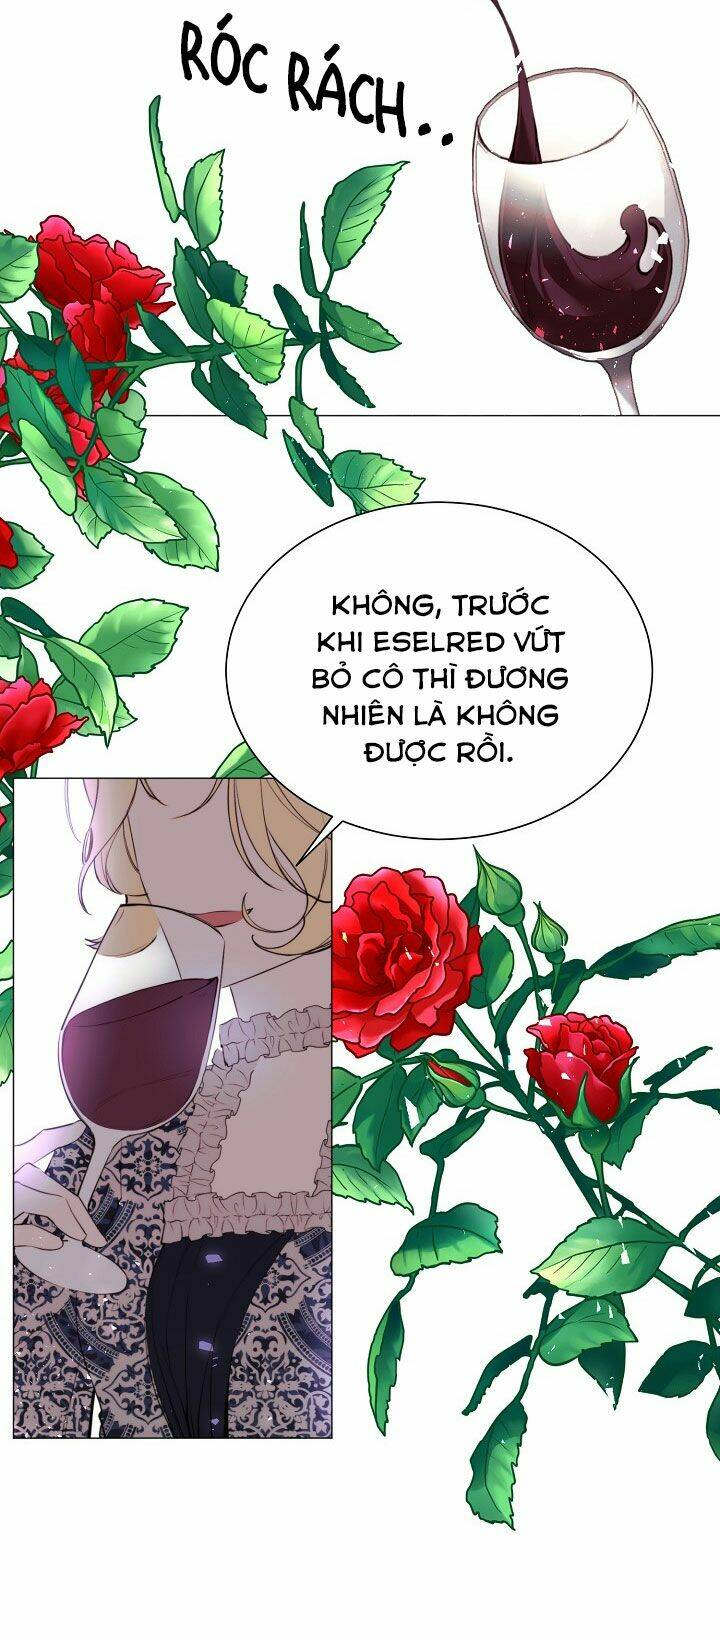 RÓC RÁCH..
KHÔNG, TRƯỚC
KHI ESELRED VỨT
BỎ CÔ THÌ ĐƯƠNG
NHIÊN LÀ KHÔNG
ĐƯỢC RỒI.